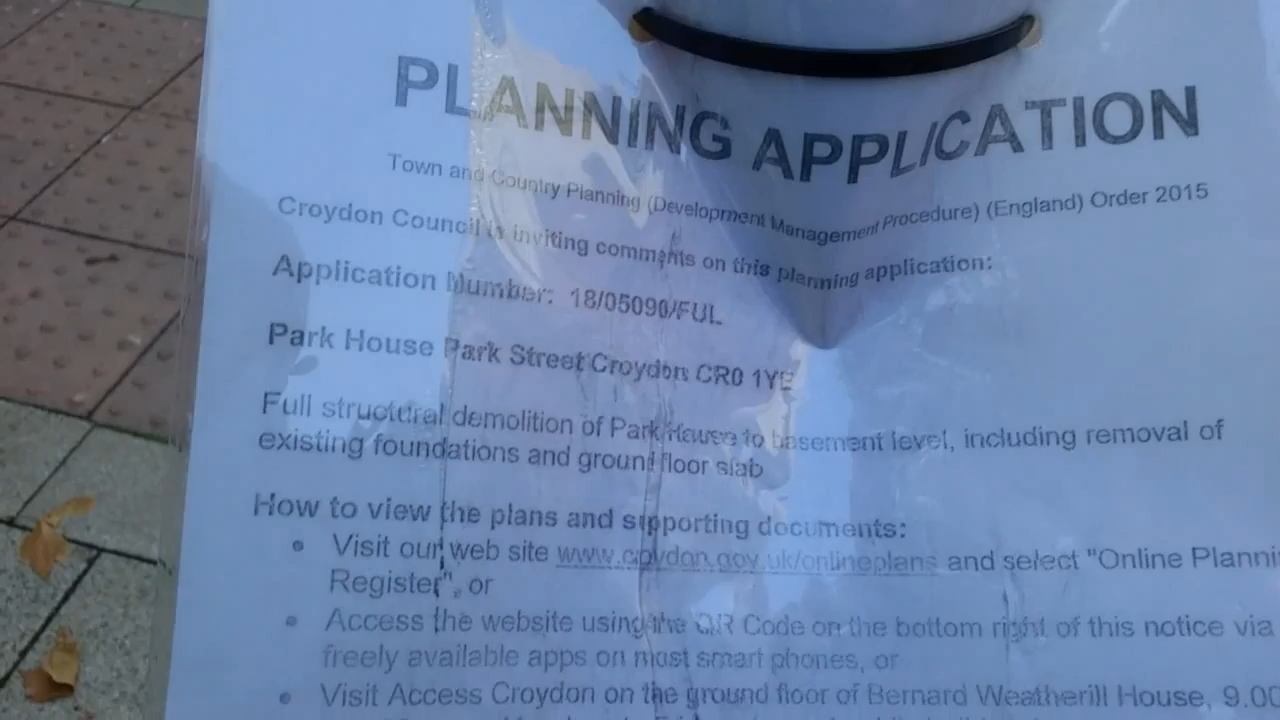 PLANNING APPLICATION
Town and Country Planning (Development Management Procedure) (England) Order 2015
Croydon Council is inviting comments on this planning application:
Application Number: 18/05090/FUL
Park House Park Street Croydon CR0 1YE
Full structural demolition of Park House to basement level, including removal of
existing foundations and ground floor slab
How to view the plans and supporting documents:
• Visit our web site www.croydon.gov.uk/onlineplans and select "Online Planni
Register", or
• Access the website using the QR Code on the bottom right of this notice via
freely available apps on most smart phones, or
• Visit Access Croydon on the ground floor of Bernard Weatherill House, 9.00